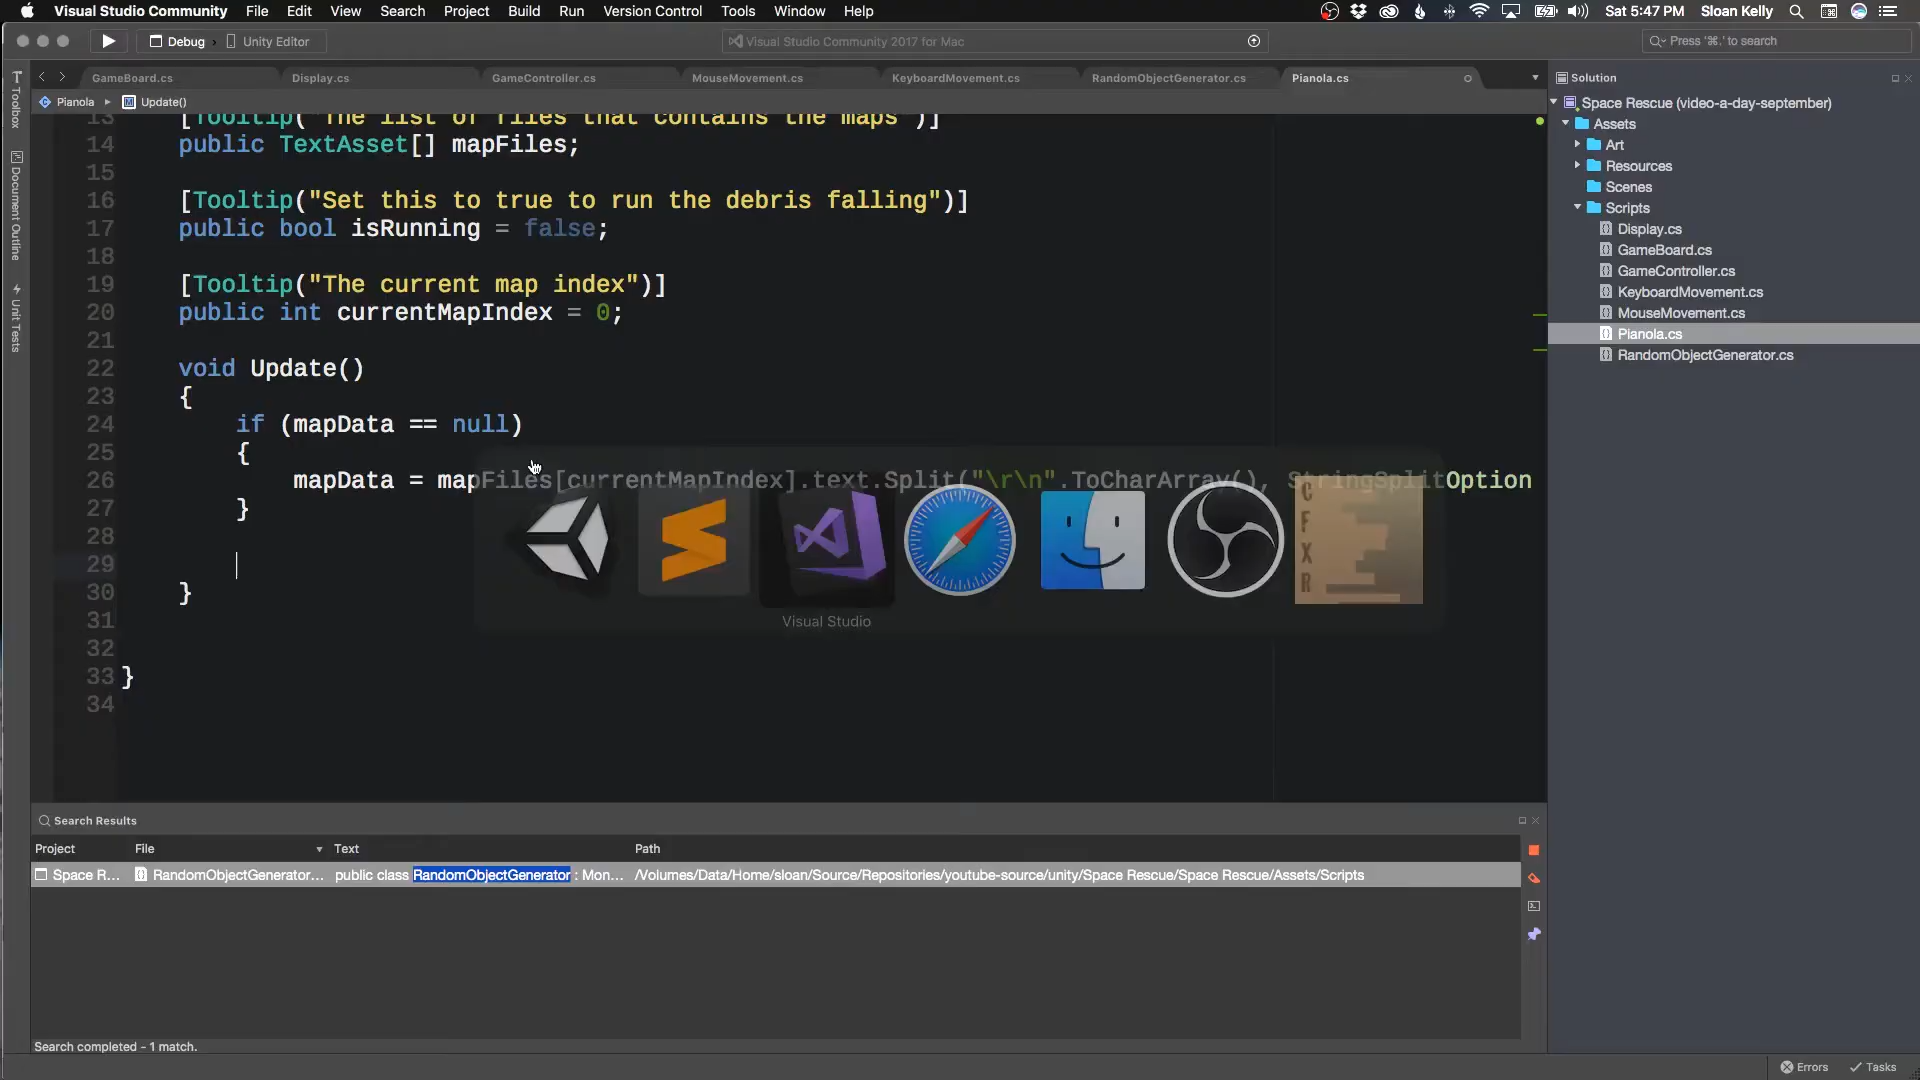 Visual Studio Community File Edit View Search Project Build Run Version Control Tools Window Help Sat 5:47 PM Sloan Kelly
Debug Unity Editor Visual Studio Community 2017 for Mac Press '⌘.' to search
GameBoard.cs Display.cs GameController.cs MouseMovement.cs KeyboardMovement.cs RandomObjectGenerator.cs Pianola.cs
Pianola Update()
Toolbox
Document Outline
Unit Tests
13 [Tooltip("The list of files that contains the maps")]
14 public TextAsset[] mapFiles;
15
16 [Tooltip("Set this to true to run the debris falling")]
17 public bool isRunning = false;
18
19 [Tooltip("The current map index")]
20 public int currentMapIndex = 0;
21
22 void Update()
23 {
24 if (mapData == null)
25 {
26 mapData = mapFiles[currentMapIndex].text.Split("\r\n".ToCharArray(), StringSplitOption
27 }
28
29
30 }
31
32
33 }
34
C
F
X
R
Visual Studio
Solution
Space Rescue (video-a-day-september)
Assets
Art
Resources
Scenes
Scripts
Display.cs
GameBoard.cs
GameController.cs
KeyboardMovement.cs
MouseMovement.cs
Pianola.cs
RandomObjectGenerator.cs
Search Results
Project File Text Path
Space R... RandomObjectGenerator... public class RandomObjectGenerator : Mon... /Volumes/Data/Home/sloan/Source/Repositories/youtube-source/unity/Space Rescue/Space Rescue/Assets/Scripts
Search completed - 1 match.
Errors Tasks